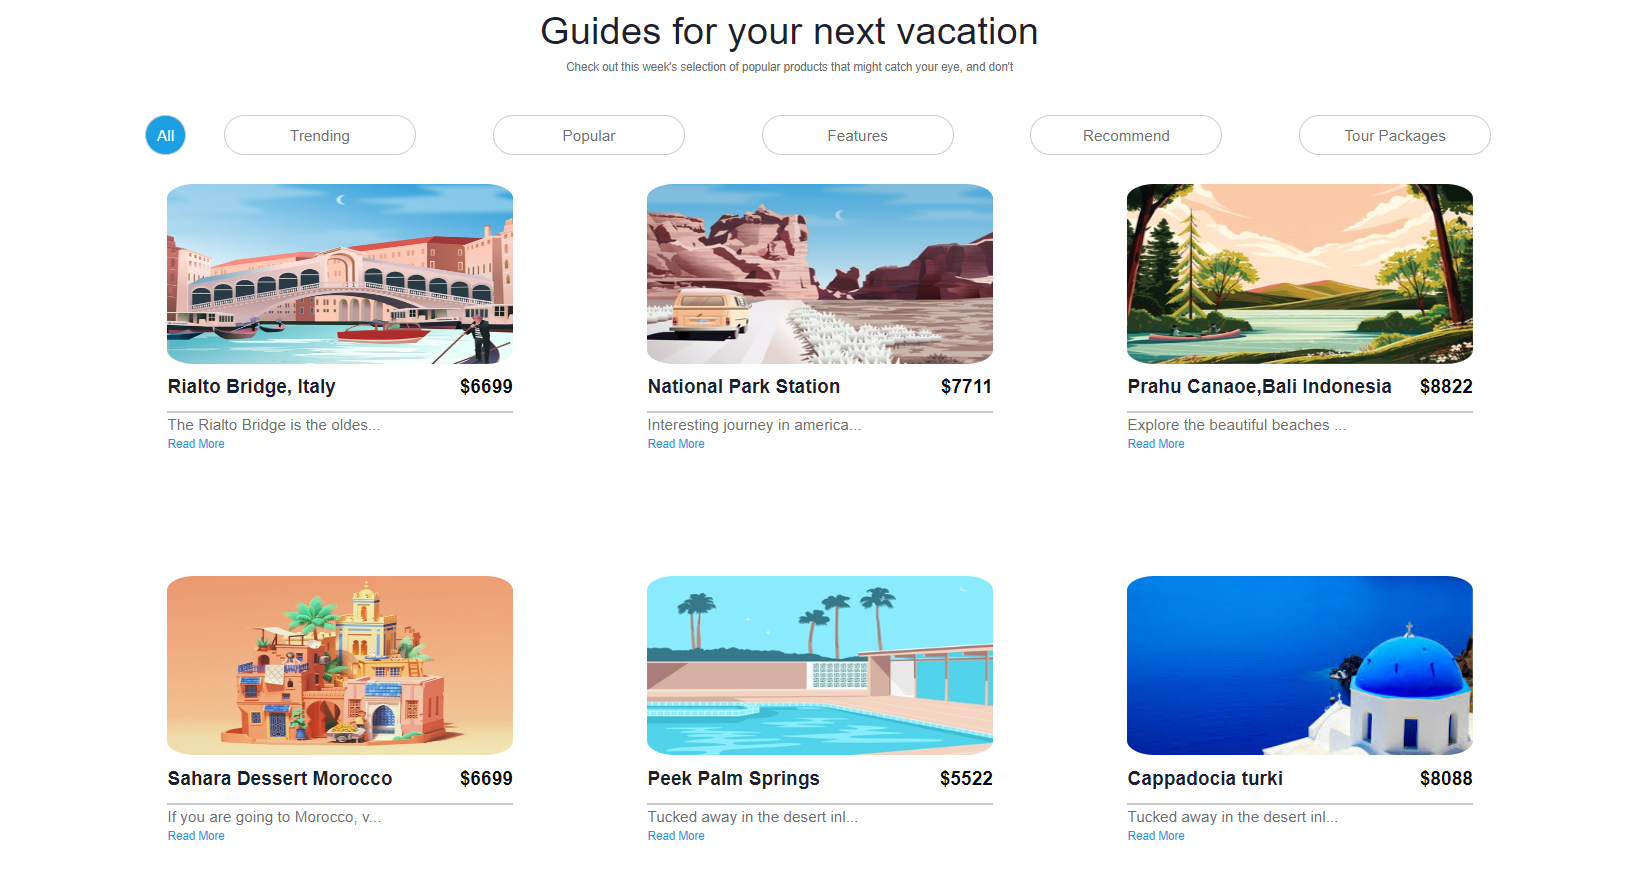 Guides for your next vacation
Check out this week's selection of popular products that might catch your eye, and don't
All
Trending
Popular
Features
Recommend
Tour Packages
Rialto Bridge, Italy $6699
The Rialto Bridge is the oldes...
Read More
National Park Station $7711
Interesting journey in america...
Read More
Prahu Canaoe,Bali Indonesia $8822
Explore the beautiful beaches ...
Read More
Sahara Dessert Morocco $6699
If you are going to Morocco, v...
Read More
Peek Palm Springs $5522
Tucked away in the desert inl...
Read More
Cappadocia turki $8088
Tucked away in the desert inl...
Read More